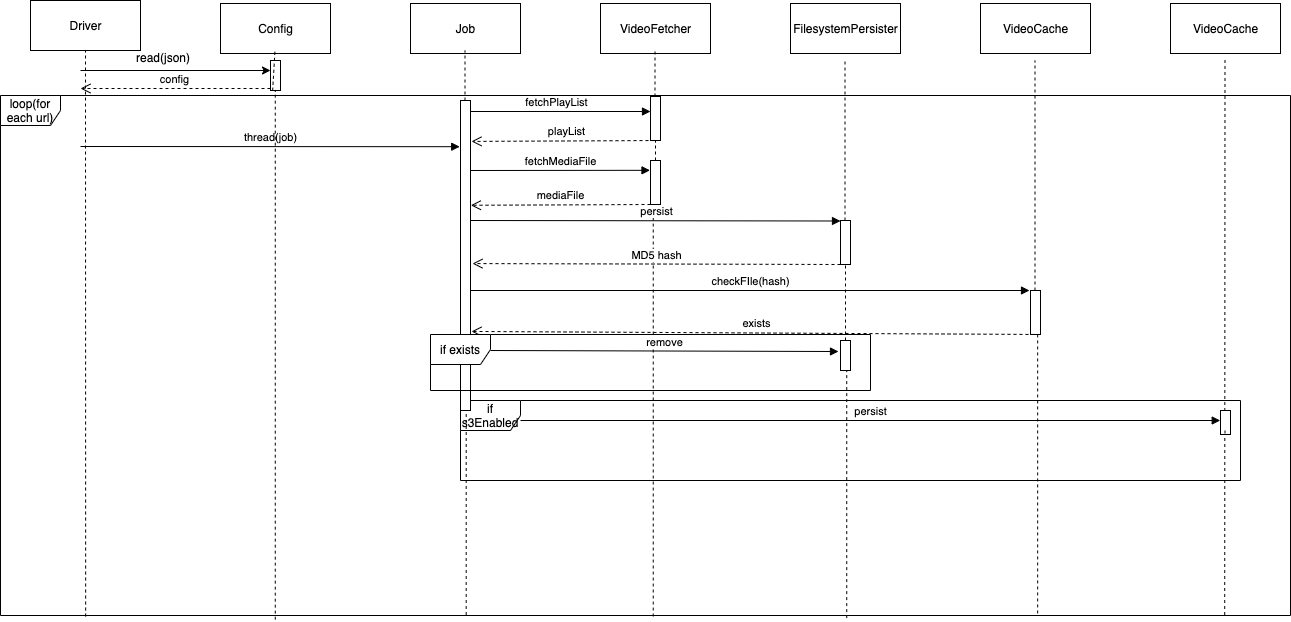 Driver
Config
Job
VideoFetcher
FilesystemPersister
VideoCache
VideoCache
read(json)
config
loop(for
each url)
fetchPlayList
playList
thread(job)
fetchMediaFile
mediaFile
persist
MD5 hash
checkFIle(hash)
exists
if exists
remove
if
s3Enabled
persist